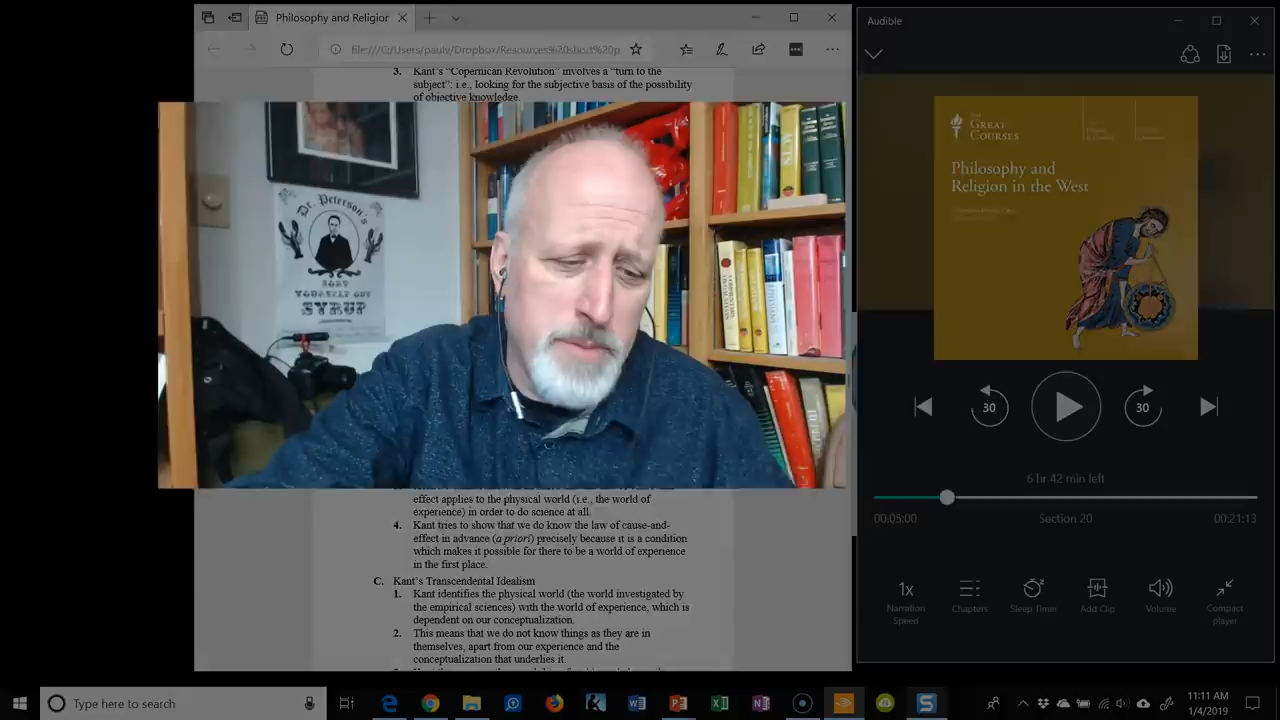 Philosophy and Religior
file:///C:/Users/paulv/Dropbox/Resources%20sbout%20p
3. Kant's "Copernican Revolution" involves a "turn to the
subject": i.e., looking for the subjective basis of the possibility
of objective knowledge.
Dr. Peterson's
SORT
YOURSELF OUT
SYRUP
ACTS
effect applies to the physical world (i.e., the world of
experience) in order to do science at all.
4. Kant tries to show that we do know the law of cause-and-
effect in advance (a priori) precisely because it is a condition
which makes it possible for there to be a world of experience
in the first place.
C. Kant's Transcendental Idealism
1. Kant identifies the physical world (the world investigated by
the empirical sciences) with the world of experience, which is
dependent on our conceptualization.
2. This means that we do not know things as they are in
themselves, apart from our experience and the
conceptualization that underlies it.
Audible
THE
GREAT
COURSES
Philosophy and
Religion in the West
30
30
6 hr 42 min left
00:05:00
Section 20
00:21:13
1x
Narration
Speed
Chapters
Sleep Timer
Add Clip
Volume
Compact
player
Type here to search
11:11 AM
1/4/2019